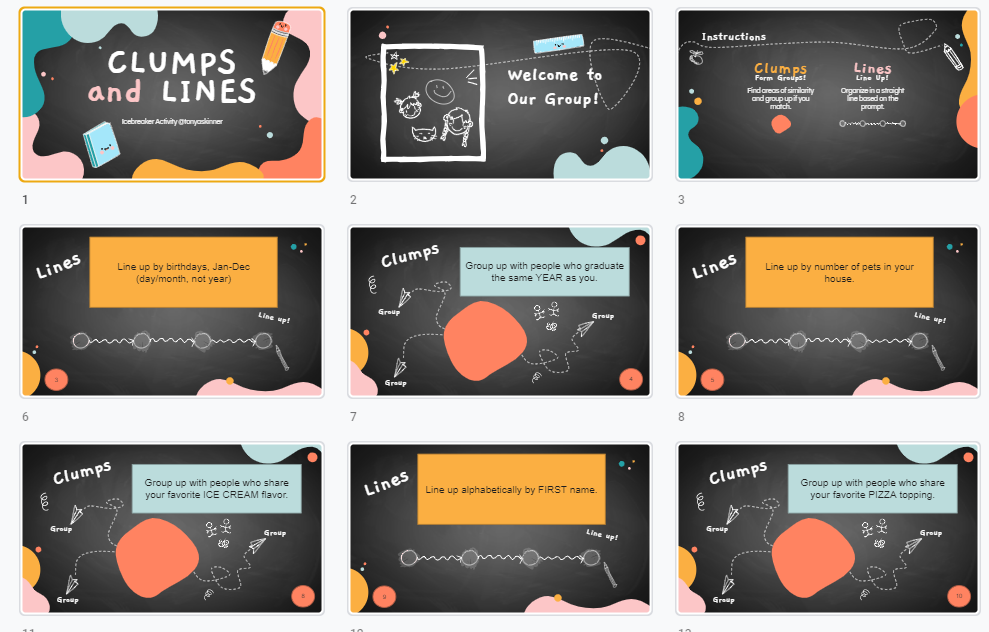 CLUMPS
and LINES
Icebreaker Activity @tonyaskinner
1
Welcome to
Our Group!
2
Instructions
Clumps
Form Groups!
Find areas of similarity
and group up if you
match.
Lines
Line Up!
Organize in a straight
line based on the
prompt.
3
Lines
Line up by birthdays, Jan-Dec
(day/month, not year)
Line up!
3
6
Clumps
Group up with people who graduate
the same YEAR as you.
Group
Group
Group
4
7
Lines
Line up by number of pets in your
house.
Line up!
8
Clumps
Group up with people who share
your favorite ICE CREAM flavor.
Group
Group
Group
8
11
Lines
Line up alphabetically by FIRST name.
Line up!
9
Clumps
Group up with people who share
your favorite PIZZA topping.
Group
Group
Group
10